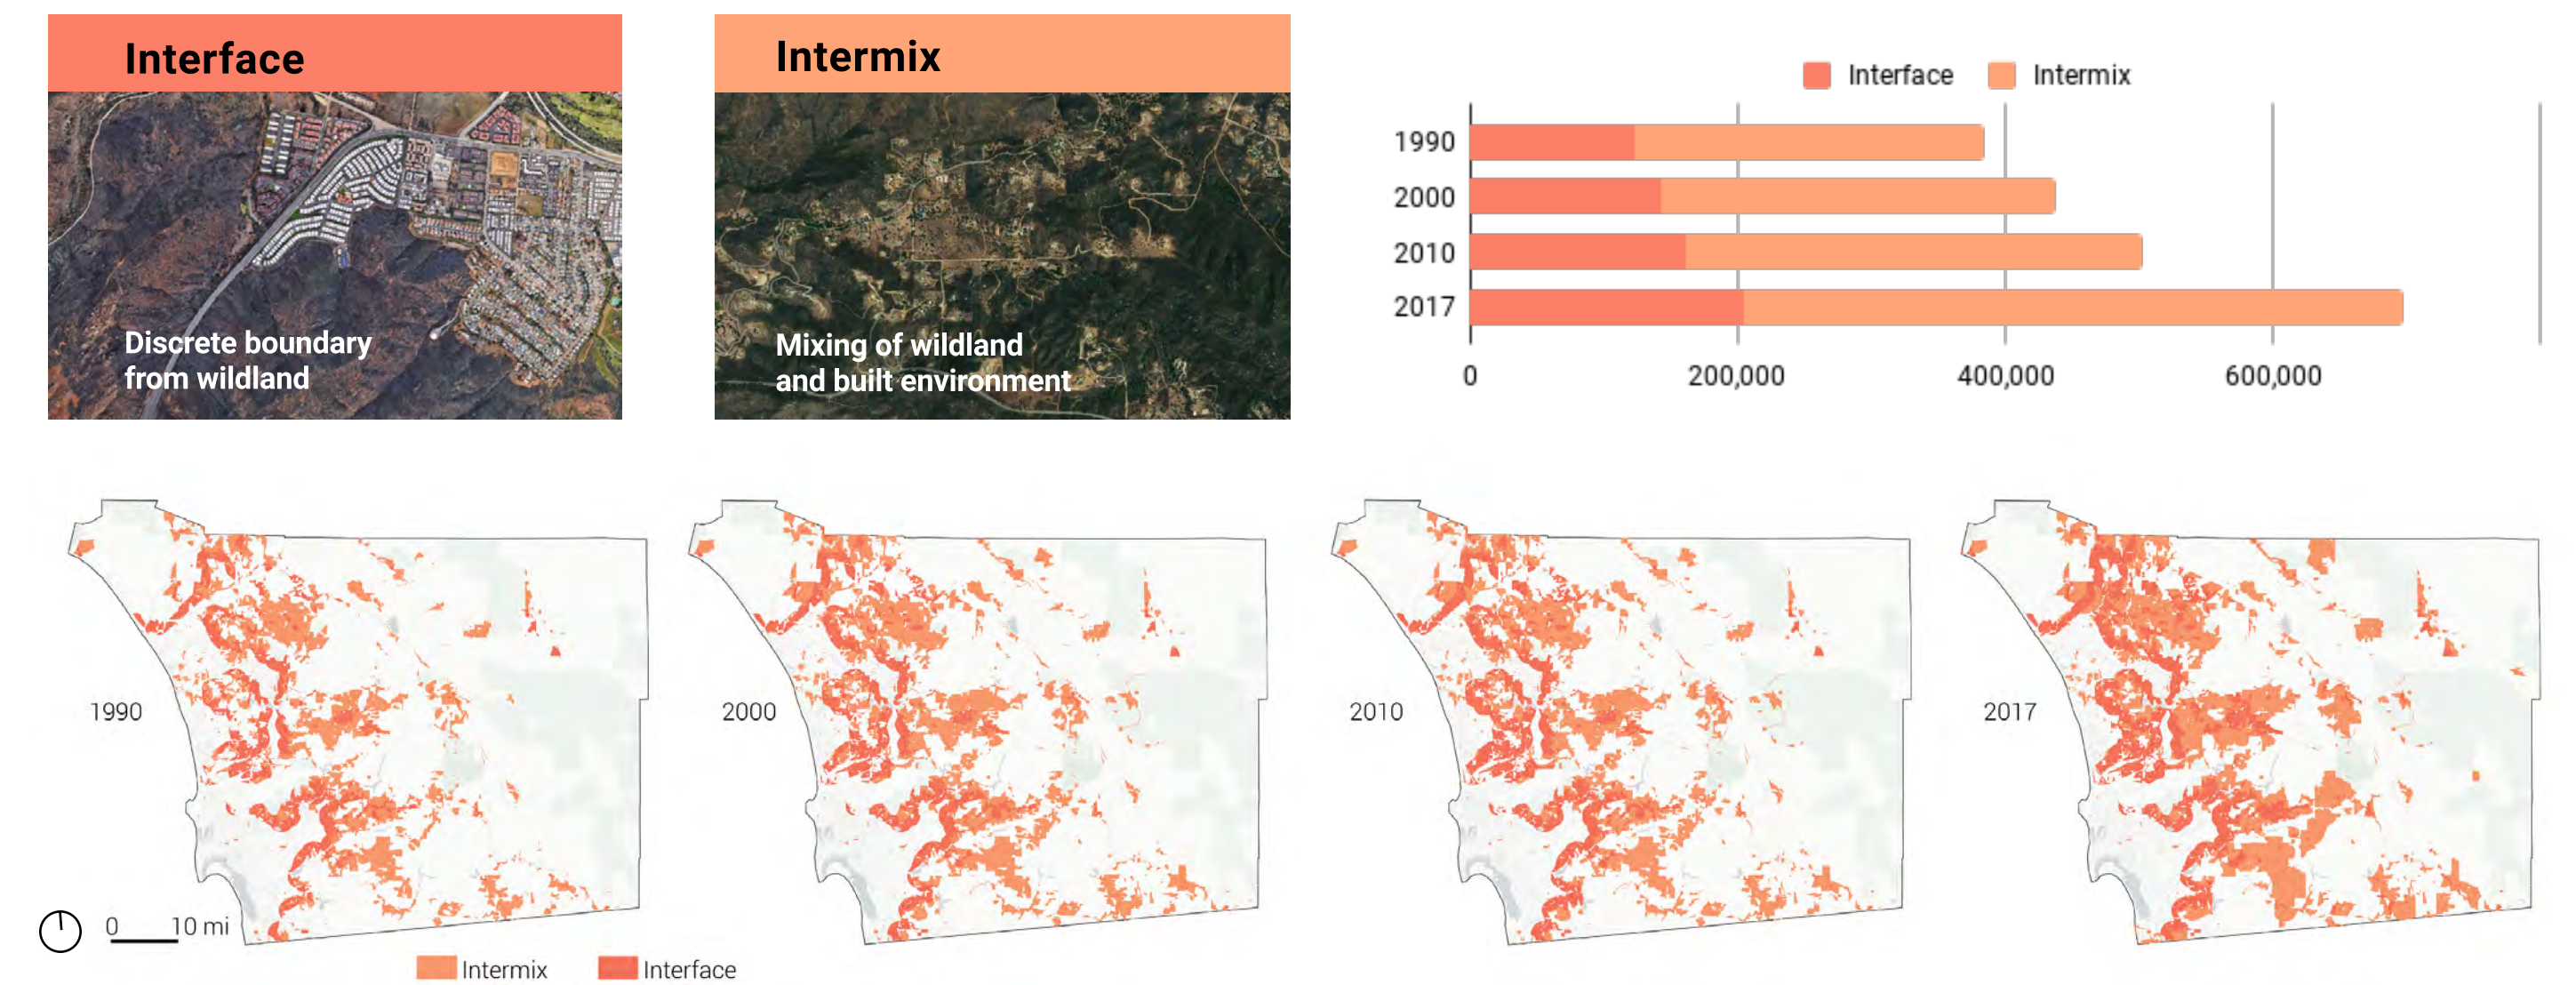 Interface
Discrete boundary
from wildland
Intermix
Mixing of wildland
and built environment
Interface Intermix
1990
2000
2010
2017
0 200,000 400,000 600,000
1990
2000
2010
2017
0 10 mi
Intermix Interface